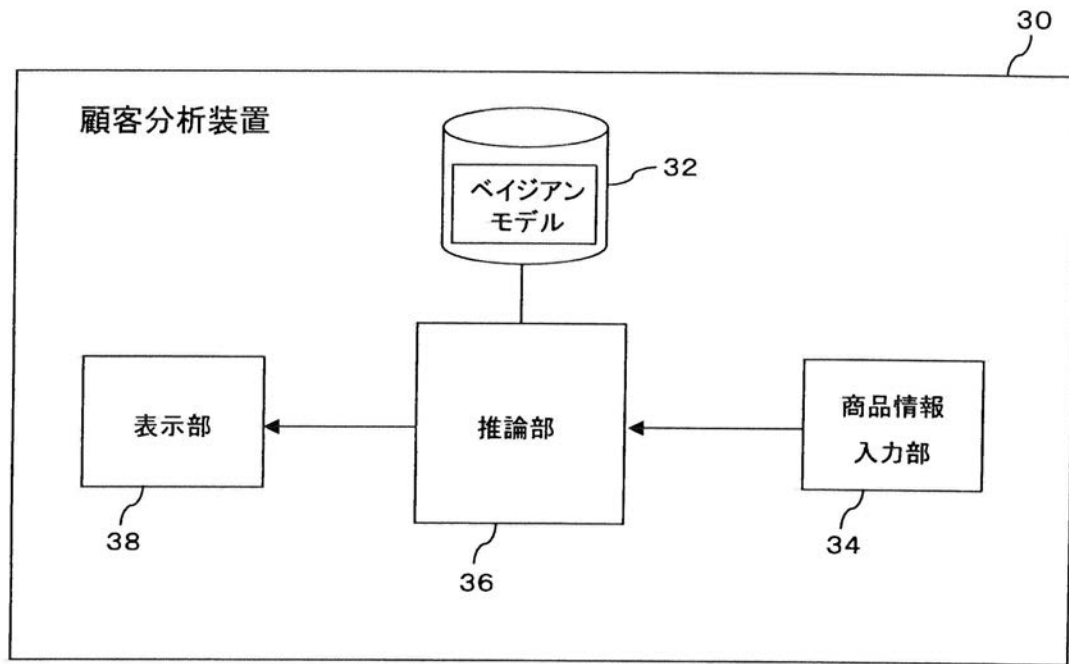 30
顧客分析装置
32
ベイジアン
モデル
表示部
推論部
商品情報
入力部
38
36
34